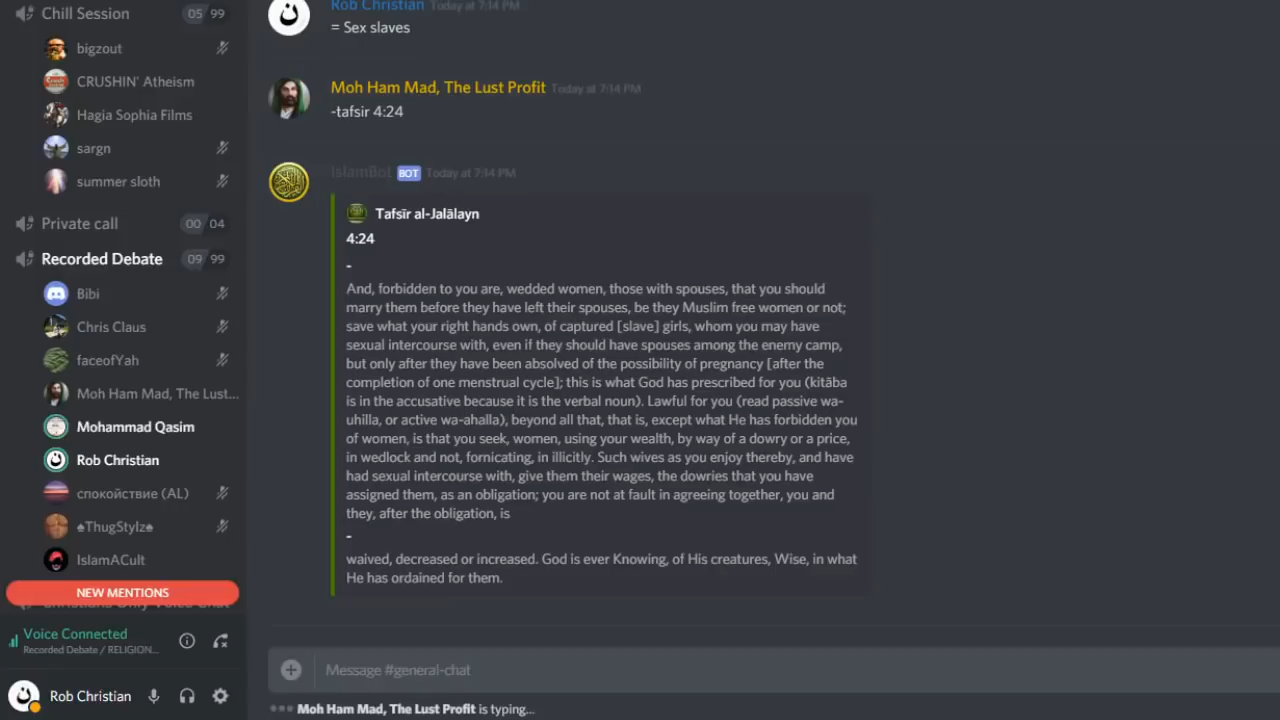 Chill Session 05 99
bigzout
CRUSHIN' Atheism
Hagia Sophia Films
sargn
summer sloth
Private call 00 04
Recorded Debate 09 99
Bibi
Chris Claus
faceofYah
Moh Ham Mad, The Lust...
Mohammad Qasim
Rob Christian
спокойствие (AL)
♠ThugStylz♠
IslamACult
NEW MENTIONS
Christians Only Voice Chat
Voice Connected
Recorded Debate / RELIGION...
Rob Christian
Rob Christian Today at 7:14 PM
= Sex slaves
Moh Ham Mad, The Lust Profit Today at 7:14 PM
-tafsir 4:24
IslamBot BOT Today at 7:14 PM
Tafsīr al-Jalālayn
4:24
-
And, forbidden to you are, wedded women, those with spouses, that you should
marry them before they have left their spouses, be they Muslim free women or not;
save what your right hands own, of captured [slave] girls, whom you may have
sexual intercourse with, even if they should have spouses among the enemy camp,
but only after they have been absolved of the possibility of pregnancy [after the
completion of one menstrual cycle]; this is what God has prescribed for you (kitāba
is in the accusative because it is the verbal noun). Lawful for you (read passive wa-
uhilla, or active wa-ahalla), beyond all that, that is, except what He has forbidden you
of women, is that you seek, women, using your wealth, by way of a dowry or a price,
in wedlock and not, fornicating, in illicitly. Such wives as you enjoy thereby, and have
had sexual intercourse with, give them their wages, the dowries that you have
assigned them, as an obligation; you are not at fault in agreeing together, you and
they, after the obligation, is
-
waived, decreased or increased. God is ever Knowing, of His creatures, Wise, in what
He has ordained for them.
Message #general-chat
Moh Ham Mad, The Lust Profit is typing...